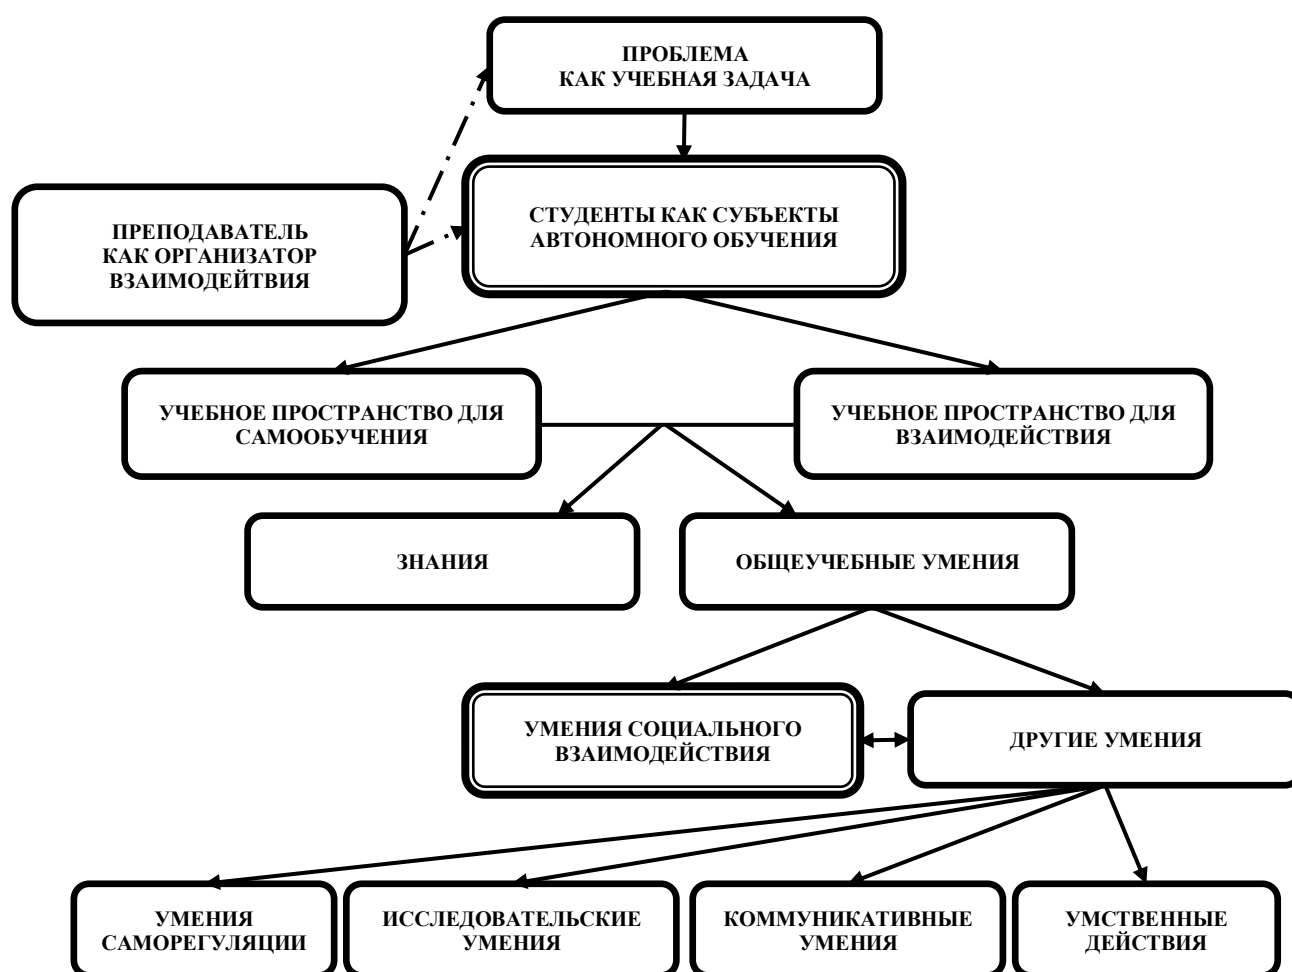 ПРОБЛЕМА
КАК УЧЕБНАЯ ЗАДАЧА
СТУДЕНТЫ КАК СУБЪЕКТЫ
АВТОНОМНОГО ОБУЧЕНИЯ
ПРЕПОДАВАТЕЛЬ
КАК ОРГАНИЗАТОР
ВЗАИМОДЕЙТВИЯ
УЧЕБНОЕ ПРОСТРАНСТВО ДЛЯ
САМООБУЧЕНИЯ
УЧЕБНОЕ ПРОСТРАНСТВО ДЛЯ
ВЗАИМОДЕЙСТВИЯ
ЗНАНИЯ
ОБЩЕУЧЕБНЫЕ УМЕНИЯ
УМЕНИЯ СОЦИАЛЬНОГО
ВЗАИМОДЕЙСТВИЯ
ДРУГИЕ УМЕНИЯ
УМЕНИЯ
САМОРЕГУЛЯЦИИ
ИССЛЕДОВАТЕЛЬСКИЕ
УМЕНИЯ
КОММУНИКАТИВНЫЕ
УМЕНИЯ
УМСТВЕННЫЕ
ДЕЙСТВИЯ